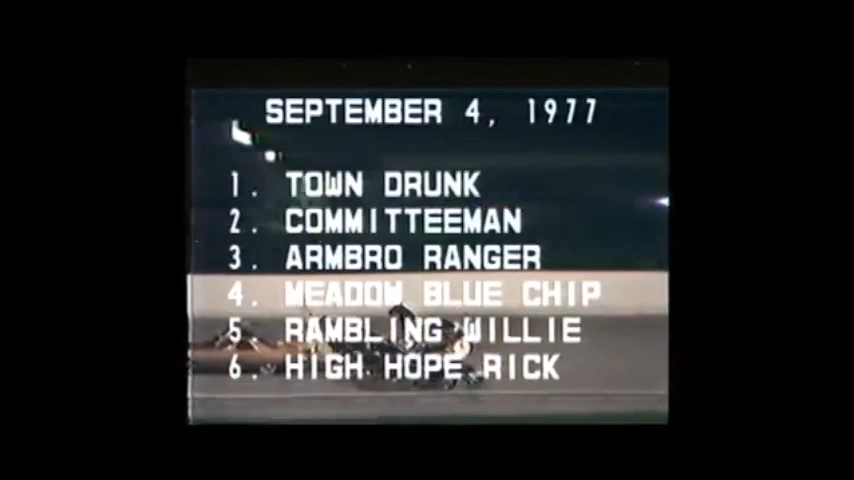 SEPTEMBER 4, 1977
1. TOWN DRUNK
2. COMMITTEEMAN
3. ARMBRO RANGER
4. MEADOW BLUE CHIP
5. RAMBLING WILLIE
6. HIGH HOPE RICK